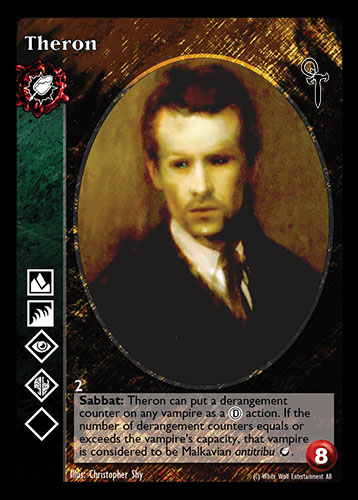 Theron
2
Sabbat: Theron can put a derangement
counter on any vampire as a Ⓓ action. If the
number of derangement counters equals or
exceeds the vampire's capacity, that vampire
is considered to be Malkavian antitribu .
8
Illus: Christopher Shy
(C) White Wolf Entertainment AB